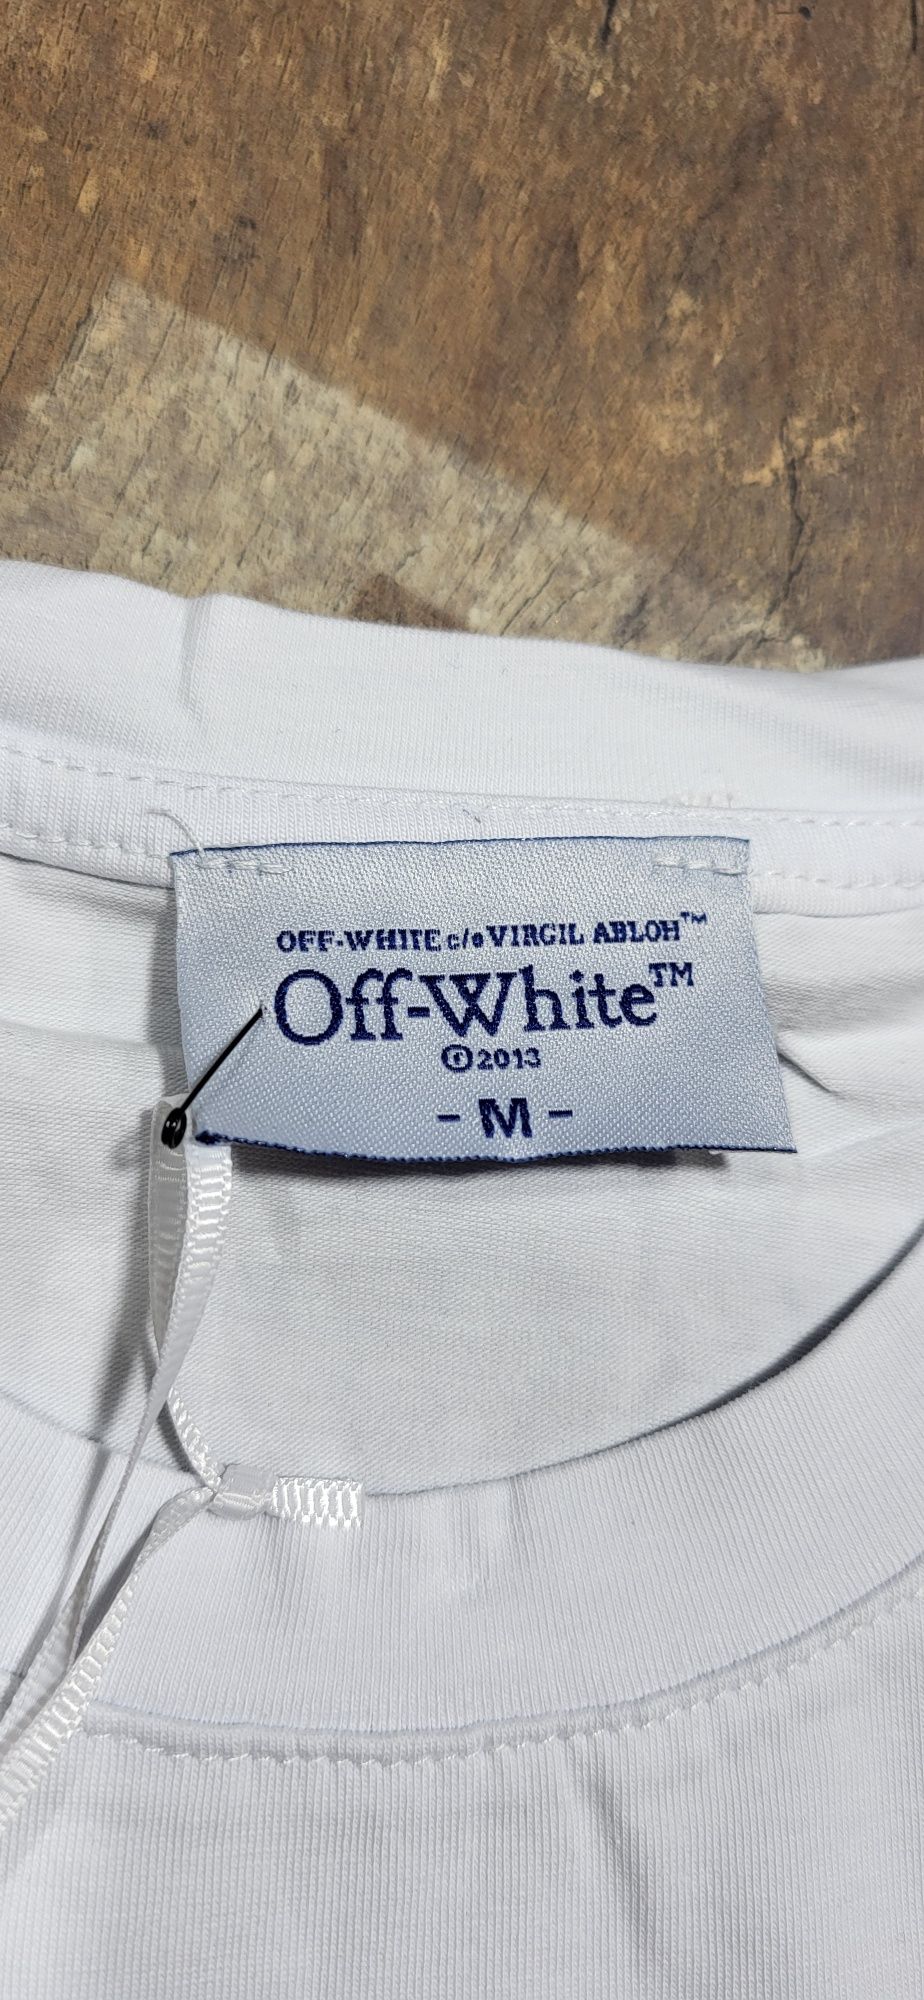 OFF-WHITE c/o VIRGIL ABLOH™
Off-White™
©2013
- M -